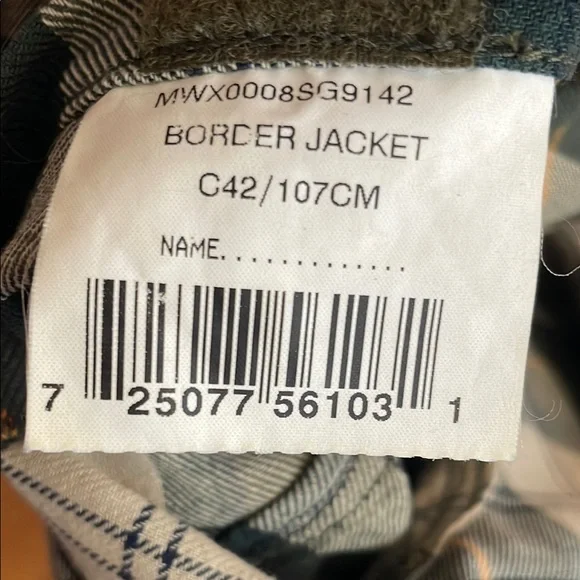 MWX0008SG9142
BORDER JACKET
C42/107CM
NAME.............
7 25077 56103 1